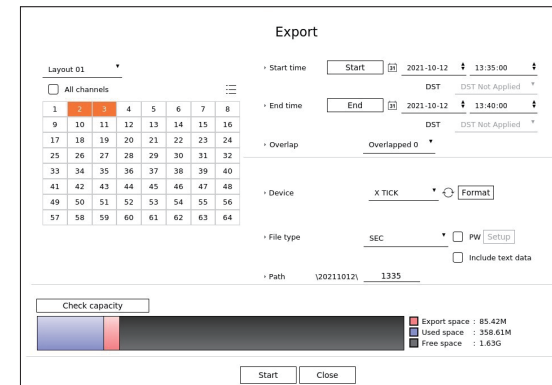 Export
Layout 01
All channels
1 2 3 4 5 6 7 8
9 10 11 12 13 14 15 16
17 18 19 20 21 22 23 24
25 26 27 28 29 30 31 32
33 34 35 36 37 38 39 40
41 42 43 44 45 46 47 48
49 50 51 52 53 54 55 56
57 58 59 60 61 62 63 64
Start time Start 31 2021-10-12 13:35:00
DST DST Not Applied
End time End 31 2021-10-12 13:40:00
DST DST Not Applied
Overlap Overlapped 0
Device X TICK Format
File type SEC PW Setup
Include text data
Path \20211012\ 1335
Check capacity
Export space : 85.42M
Used space : 358.61M
Free space : 1.63G
Start Close